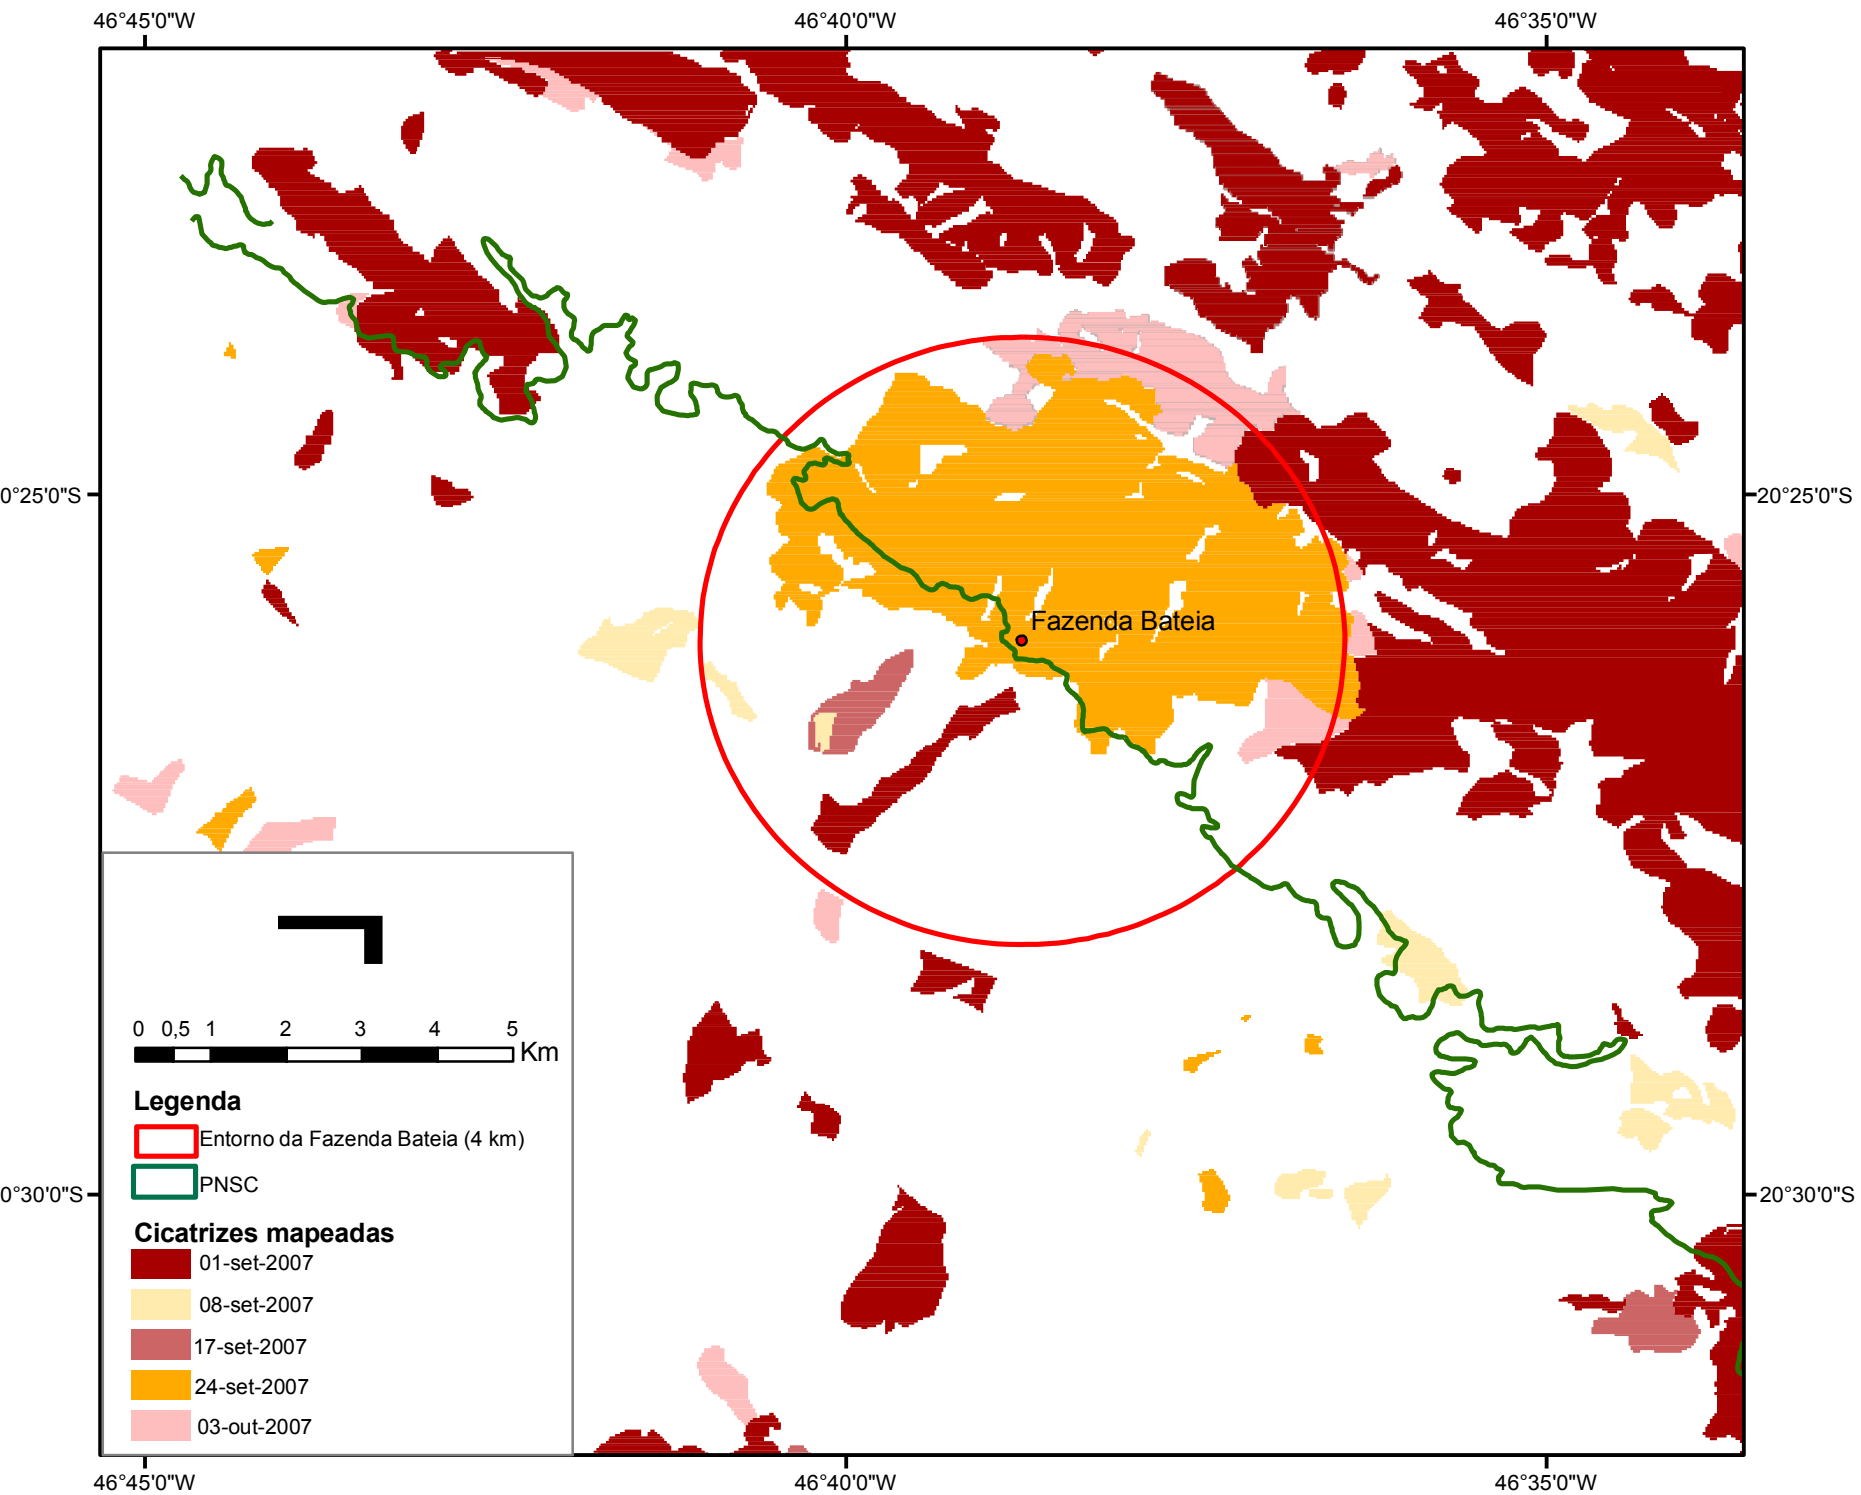 46°45'0"W 46°40'0"W 46°35'0"W
0°25'0"S 20°25'0"S
Fazenda Bateia
0 0,5 1 2 3 4 5
Km
Legenda
Entorno da Fazenda Bateia (4 km)
PNSC
0°30'0"S 20°30'0"S
Cicatrizes mapeadas
01-set-2007
08-set-2007
17-set-2007
24-set-2007
03-out-2007
46°45'0"W 46°40'0"W 46°35'0"W